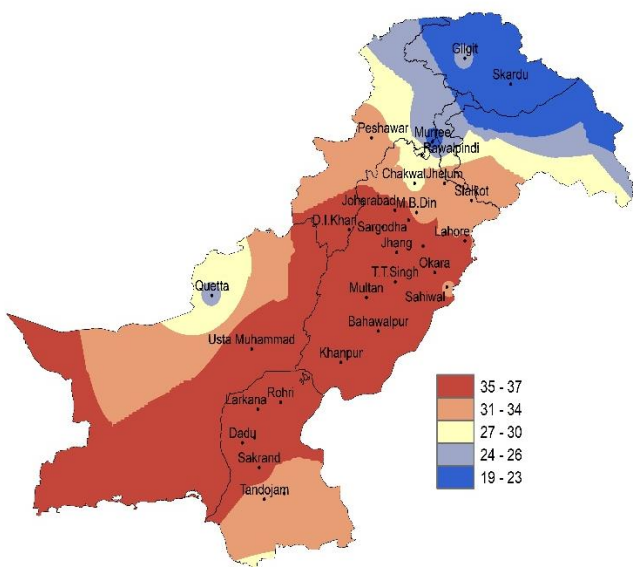 Gilgit
Skardu
Peshawar
Murree
Rawalpindi
Chakwal
Jhelum
Sialkot
Joherabad
M.B.Din
D.I.Khan
Sargodha
Lahore
Jhang
Okara
T.T.Singh
Quetta
Multan
Sahiwal
Bahawalpur
Usta Muhammad
Khanpur
35 - 37
Rohri
Larkana
31 - 34
27 - 30
Dadu
24 - 26
Sakrand
19 - 23
Tandojam